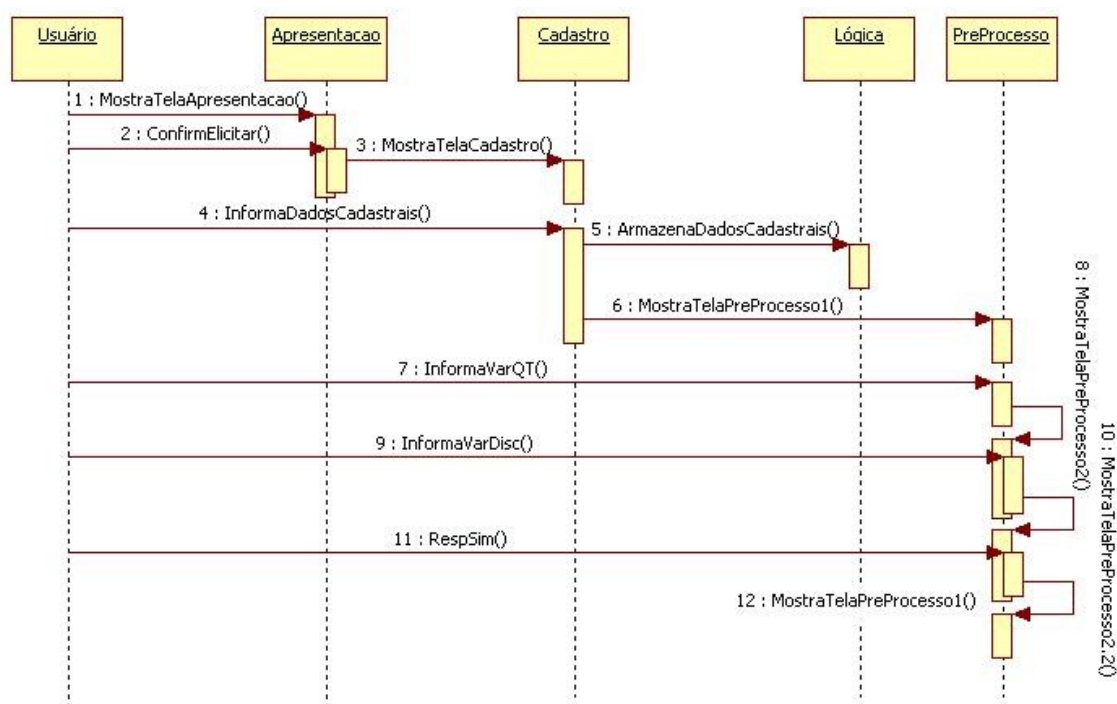 Usuário
Apresentacao
Cadastro
Lógica
PreProcesso
1 : MostraTelaApresentacao()
2 : ConfirmElicitar()
3 : MostraTelaCadastro()
4 : InformaDadosCadastrais()
5 : ArmazenaDadosCadastrais()
6 : MostraTelaPreProcesso1()
7 : InformaVarQT()
8 : MostraTelaPreProcesso2()
9 : InformaVarDisc()
10 : MostraTelaPreProcesso2.2()
11 : RespSim()
12 : MostraTelaPreProcesso1()